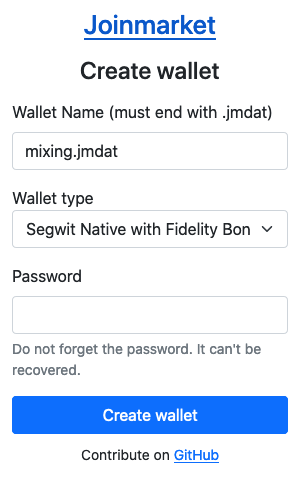 Joinmarket
Create wallet
Wallet Name (must end with .jmdat)
mixing.jmdat
Wallet type
Segwit Native with Fidelity Bon
Password
Do not forget the password. It can't be
recovered.
Create wallet
Contribute on GitHub